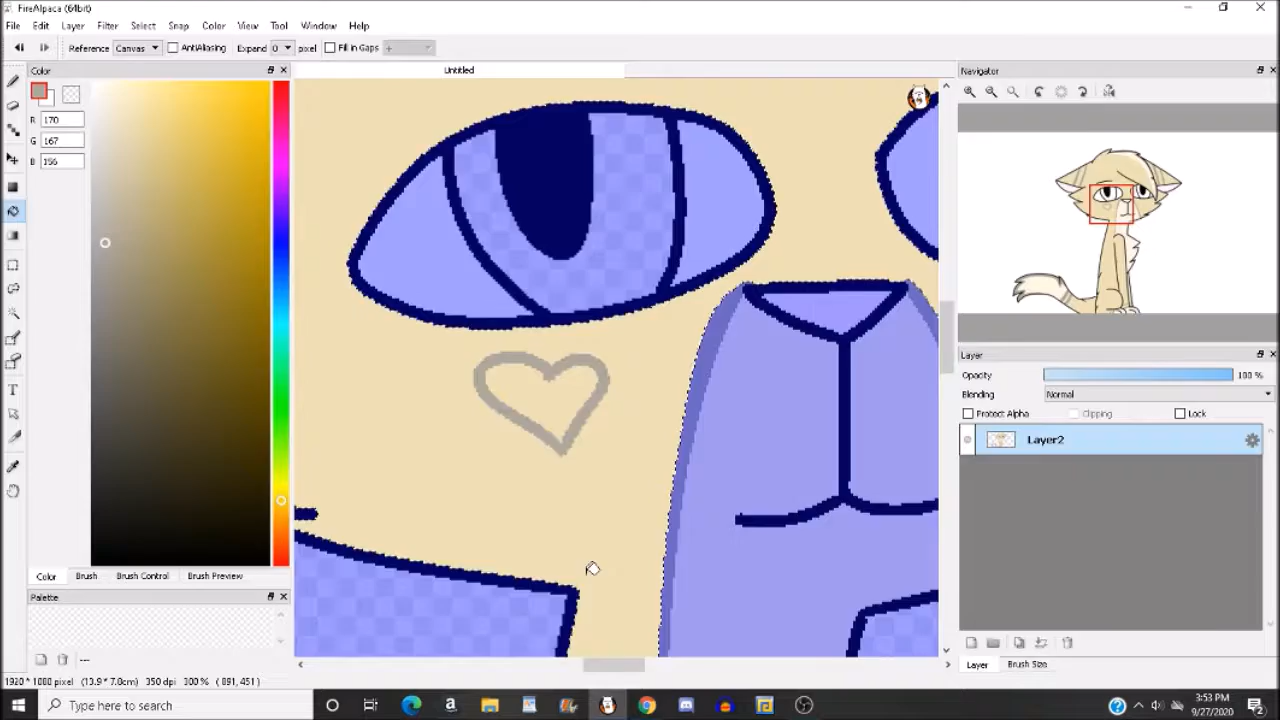 FireAlpaca (64bit)
File Edit Layer Filter Select Snap Color View Tool Window Help
Reference Canvas AntiAliasing Expand 0 pixel Fill in Gaps +
Color
Untitled
Navigator
R 170
G 167
B 156
Layer
Opacity 100 %
Blending Normal
Protect Alpha Clipping Lock
Layer2
Color Brush Brush Control Brush Preview
Palette
---
Layer Brush Size
1920 * 1080 pixel (13.9 * 7.8cm) 350 dpi 300 % ( 891, 451 )
Type here to search
3:53 PM
9/27/2020
2